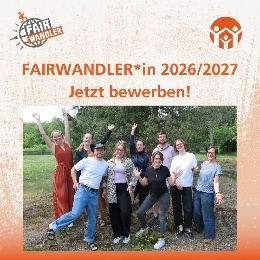 FAIR
WANDLER
FAIRWANDLER*in 2026/2027
Jetzt bewerben!